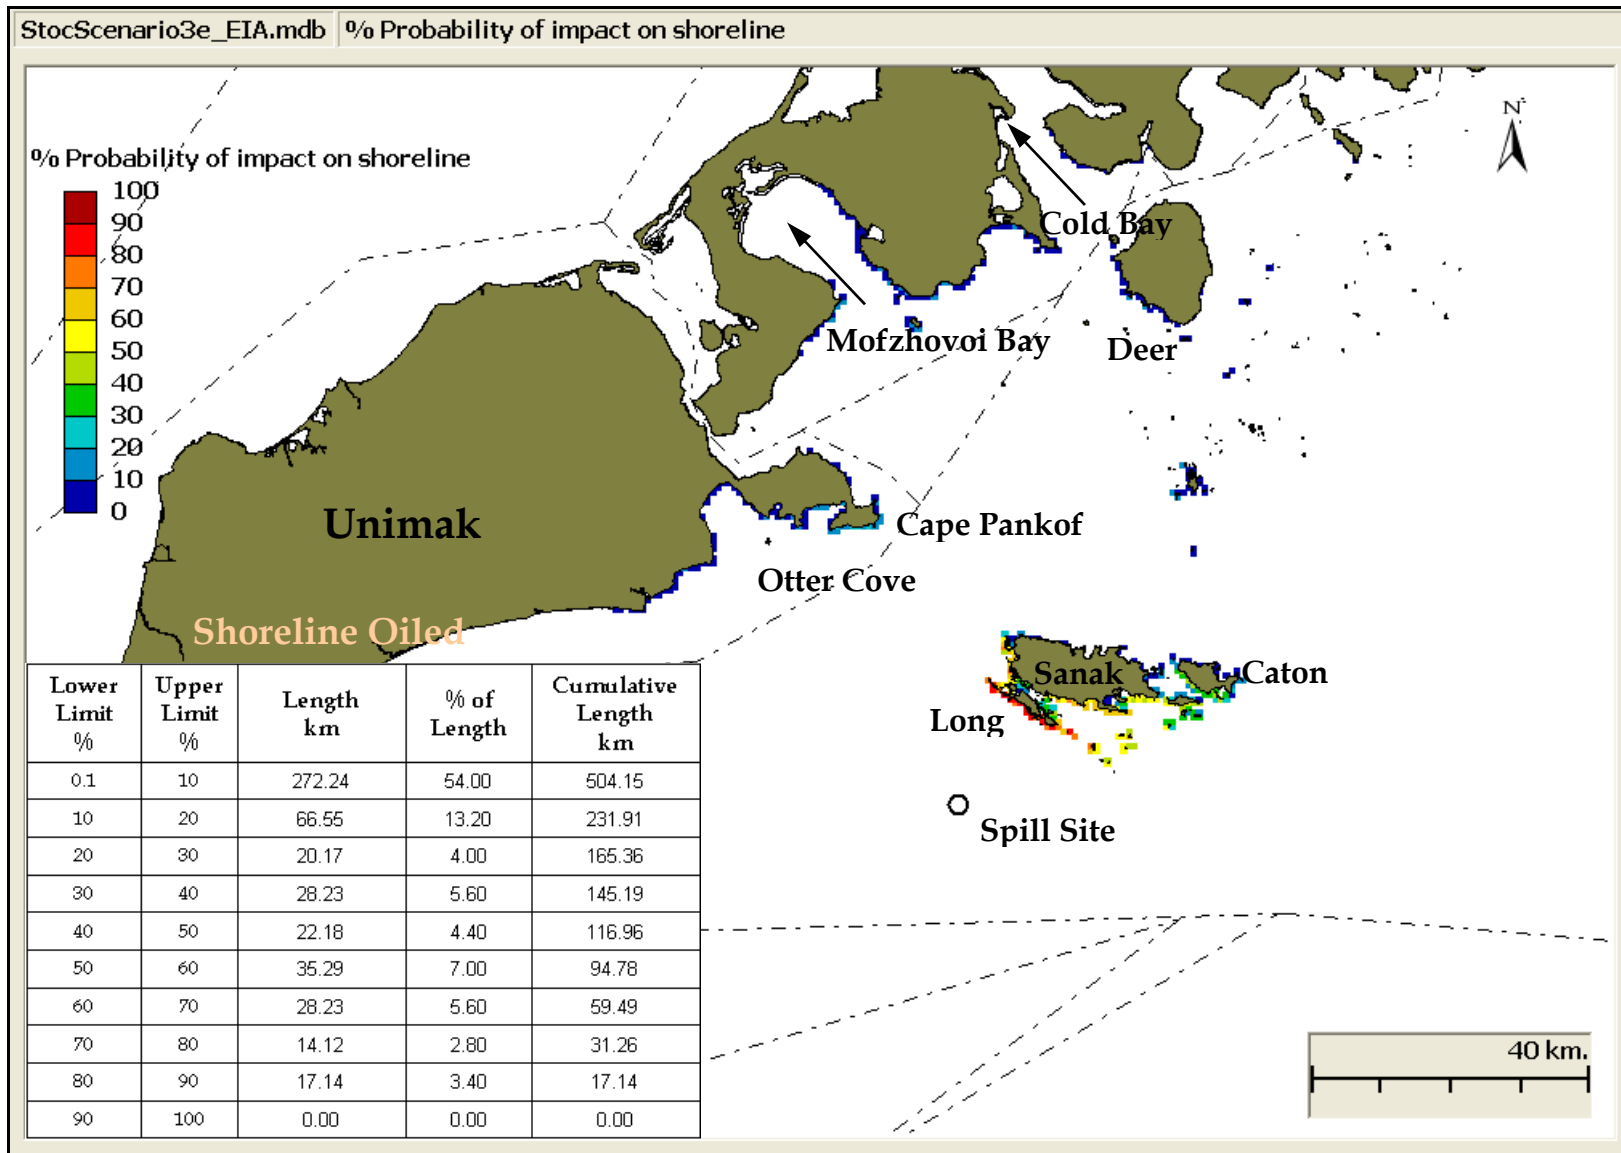 StocScenario3e_EIA.mdb % Probability of impact on shoreline
N
% Probability of impact on shoreline
100
90
80
70
60
50
40
30
20
10
0
Cold Bay
Mofzhovoi Bay
Deer
Unimak
Cape Pankof
Otter Cove
Shoreline Oiled
Sanak
Caton
Long
Spill Site
Lower Limit % Upper Limit % Length km % of Length Cumulative Length km
0.1 10 272.24 54.00 504.15
10 20 66.55 13.20 231.91
20 30 20.17 4.00 165.36
30 40 28.23 5.60 145.19
40 50 22.18 4.40 116.96
50 60 35.29 7.00 94.78
60 70 28.23 5.60 59.49
70 80 14.12 2.80 31.26
80 90 17.14 3.40 17.14
90 100 0.00 0.00 0.00
40 km.